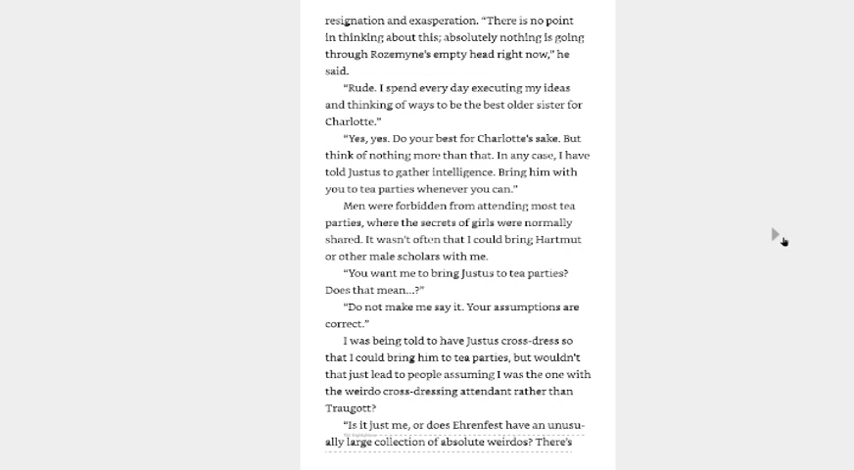 resignation and exasperation. “There is no point
in thinking about this; absolutely nothing is going
through Rozemyne’s empty head right now,” he
said.
“Rude. I spend every day executing my ideas
and thinking of ways to be the best older sister for
Charlotte.”
“Yes, yes. Do your best for Charlotte’s sake. But
think of nothing more than that. In any case, I have
told Justus to gather intelligence. Bring him with
you to tea parties whenever you can.”
Men were forbidden from attending most tea
parties, where the secrets of girls were normally
shared. It wasn’t often that I could bring Hartmut
or other male scholars with me.
“You want me to bring Justus to tea parties?
Does that mean...?”
“Do not make me say it. Your assumptions are
correct.”
I was being told to have Justus cross-dress so
that I could bring him to tea parties, but wouldn’t
that just lead to people assuming I was the one with
the weirdo cross-dressing attendant rather than
Traugott?
“Is it just me, or does Ehrenfest have an unusu-
ally large collection of absolute weirdos? There’s